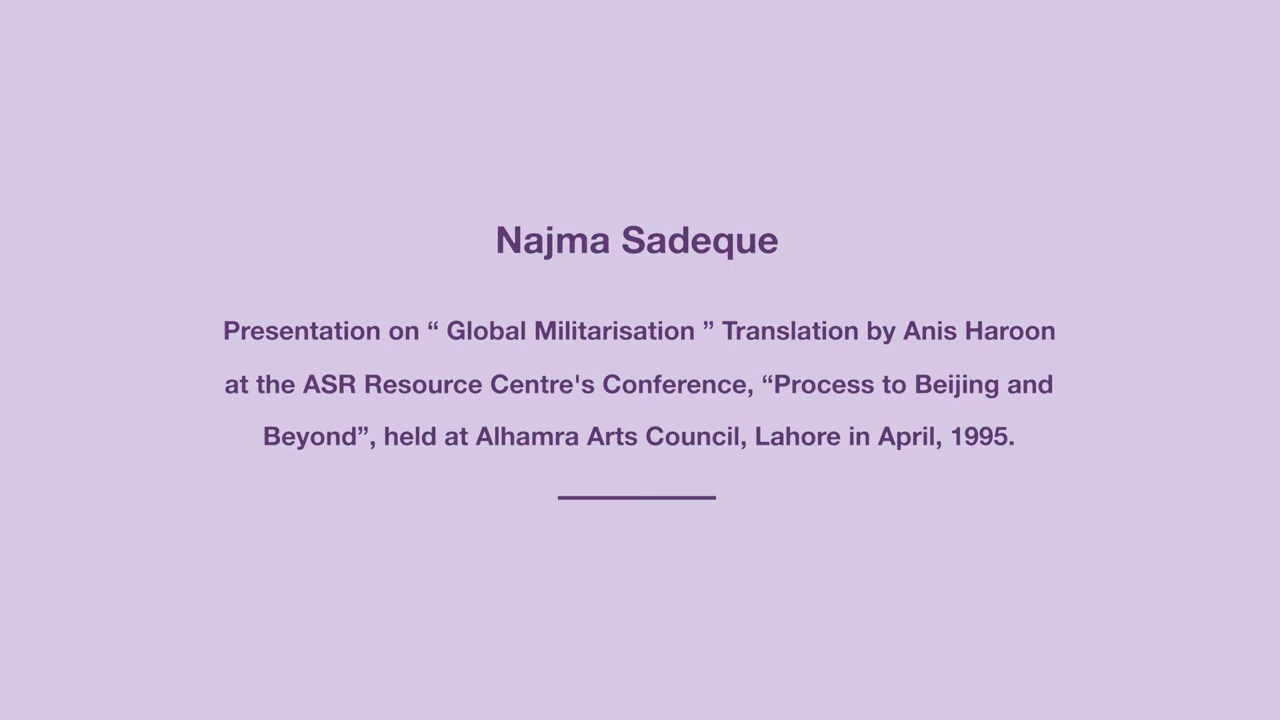 Najma Sadeque
Presentation on “ Global Militarisation ” Translation by Anis Haroon
at the ASR Resource Centre's Conference, “Process to Beijing and
Beyond”, held at Alhamra Arts Council, Lahore in April, 1995.